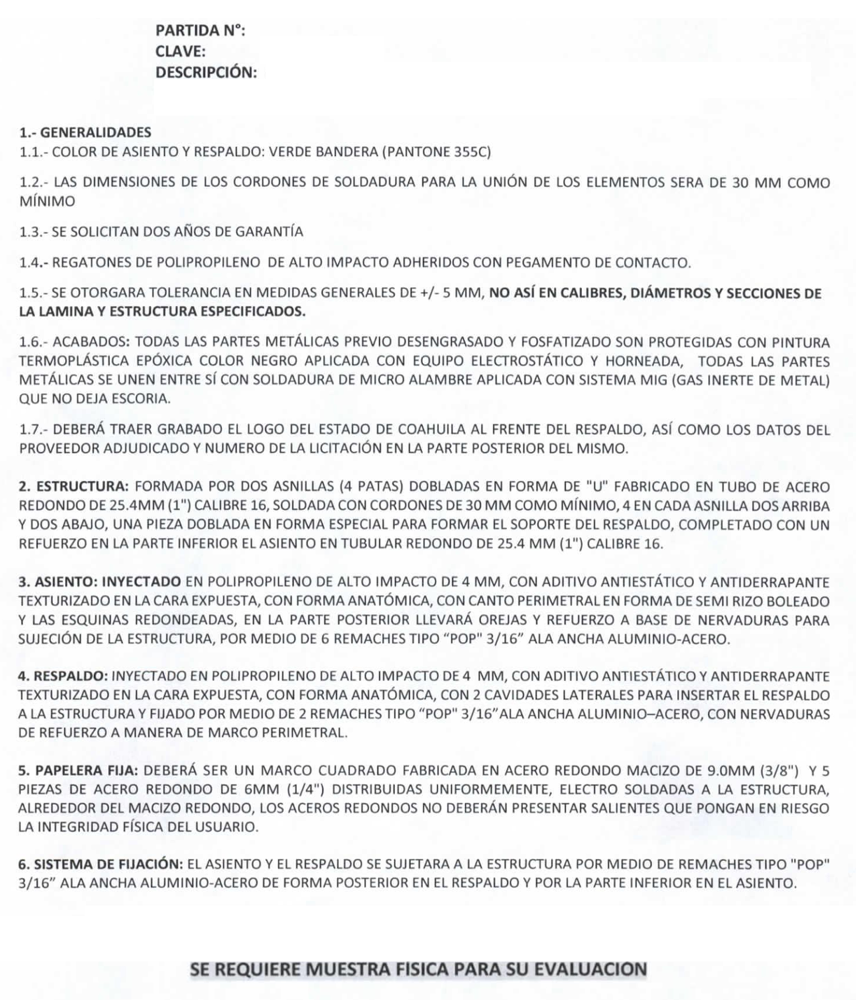 PARTIDA N°:
CLAVE:
DESCRIPCIÓN:
1.- GENERALIDADES
1.1.- COLOR DE ASIENTO Y RESPALDO: VERDE BANDERA (PANTONE 355C)
1.2.- LAS DIMENSIONES DE LOS CORDONES DE SOLDADURA PARA LA UNIÓN DE LOS ELEMENTOS SERA DE 30 MM COMO
MÍNIMO
1.3.- SE SOLICITAN DOS AÑOS DE GARANTÍA
1.4.- REGATONES DE POLIPROPILENO DE ALTO IMPACTO ADHERIDOS CON PEGAMENTO DE CONTACTO.
1.5.- SE OTORGARA TOLERANCIA EN MEDIDAS GENERALES DE +/- 5 MM, NO ASÍ EN CALIBRES, DIÁMETROS Y SECCIONES DE
LA LAMINA Y ESTRUCTURA ESPECIFICADOS.
1.6.- ACABADOS: TODAS LAS PARTES METÁLICAS PREVIO DESENGRASADO Y FOSFATIZADO SON PROTEGIDAS CON PINTURA
TERMOPLÁSTICA EPÓXICA COLOR NEGRO APLICADA CON EQUIPO ELECTROSTÁTICO Y HORNEADA, TODAS LAS PARTES
METÁLICAS SE UNEN ENTRE SÍ CON SOLDADURA DE MICRO ALAMBRE APLICADA CON SISTEMA MIG (GAS INERTE DE METAL)
QUE NO DEJA ESCORIA.
1.7.- DEBERÁ TRAER GRABADO EL LOGO DEL ESTADO DE COAHUILA AL FRENTE DEL RESPALDO, ASÍ COMO LOS DATOS DEL
PROVEEDOR ADJUDICADO Y NUMERO DE LA LICITACIÓN EN LA PARTE POSTERIOR DEL MISMO.
2. ESTRUCTURA: FORMADA POR DOS ASNILLAS (4 PATAS) DOBLADAS EN FORMA DE "U" FABRICADO EN TUBO DE ACERO
REDONDO DE 25.4MM (1") CALIBRE 16, SOLDADA CON CORDONES DE 30 MM COMO MÍNIMO, 4 EN CADA ASNILLA DOS ARRIBA
Y DOS ABAJO, UNA PIEZA DOBLADA EN FORMA ESPECIAL PARA FORMAR EL SOPORTE DEL RESPALDO, COMPLETADO CON UN
REFUERZO EN LA PARTE INFERIOR EL ASIENTO EN TUBULAR REDONDO DE 25.4 MM (1") CALIBRE 16.
3. ASIENTO: INYECTADO EN POLIPROPILENO DE ALTO IMPACTO DE 4 MM, CON ADITIVO ANTIESTÁTICO Y ANTIDERRAPANTE
TEXTURIZADO EN LA CARA EXPUESTA, CON FORMA ANATÓMICA, CON CANTO PERIMETRAL EN FORMA DE SEMI RIZO BOLEADO
Y LAS ESQUINAS REDONDEADAS, EN LA PARTE POSTERIOR LLEVARÁ OREJAS Y REFUERZO A BASE DE NERVADURAS PARA
SUJECIÓN DE LA ESTRUCTURA, POR MEDIO DE 6 REMACHES TIPO “POP" 3/16” ALA ANCHA ALUMINIO-ACERO.
4. RESPALDO: INYECTADO EN POLIPROPILENO DE ALTO IMPACTO DE 4 MM, CON ADITIVO ANTIESTÁTICO Y ANTIDERRAPANTE
TEXTURIZADO EN LA CARA EXPUESTA, CON FORMA ANATÓMICA, CON 2 CAVIDADES LATERALES PARA INSERTAR EL RESPALDO
A LA ESTRUCTURA Y FIJADO POR MEDIO DE 2 REMACHES TIPO “POP" 3/16”ALA ANCHA ALUMINIO–ACERO, CON NERVADURAS
DE REFUERZO A MANERA DE MARCO PERIMETRAL.
5. PAPELERA FIJA: DEBERÁ SER UN MARCO CUADRADO FABRICADA EN ACERO REDONDO MACIZO DE 9.0MM (3/8") Y 5
PIEZAS DE ACERO REDONDO DE 6MM (1/4") DISTRIBUIDAS UNIFORMEMENTE, ELECTRO SOLDADAS A LA ESTRUCTURA,
ALREDEDOR DEL MACIZO REDONDO, LOS ACEROS REDONDOS NO DEBERÁN PRESENTAR SALIENTES QUE PONGAN EN RIESGO
LA INTEGRIDAD FÍSICA DEL USUARIO.
6. SISTEMA DE FIJACIÓN: EL ASIENTO Y EL RESPALDO SE SUJETARA A LA ESTRUCTURA POR MEDIO DE REMACHES TIPO "POP"
3/16” ALA ANCHA ALUMINIO-ACERO DE FORMA POSTERIOR EN EL RESPALDO Y POR LA PARTE INFERIOR EN EL ASIENTO.
SE REQUIERE MUESTRA FISICA PARA SU EVALUACION